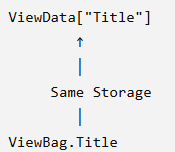 ViewData["Title"]
↑
│
Same Storage
│
ViewBag.Title